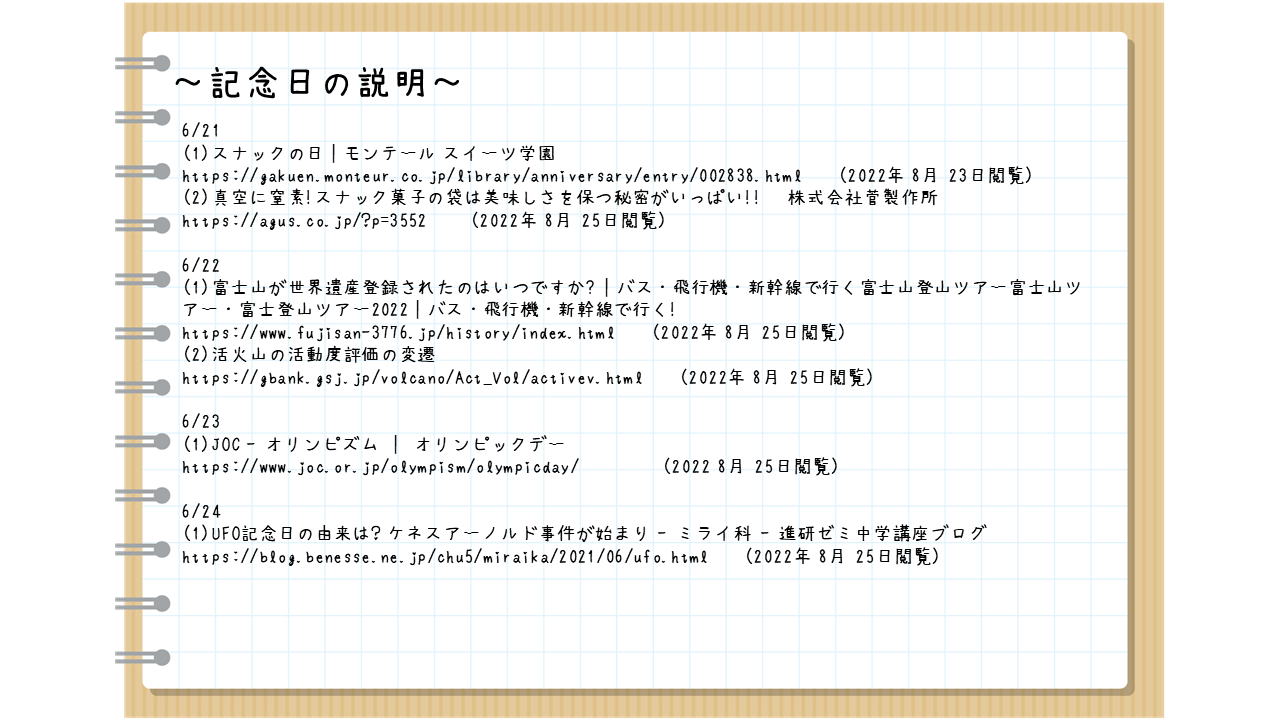 ～記念日の説明～
6/21
(1)スナックの日｜モンテール スイーツ学園
https://gakuen.monteur.co.jp/library/anniversary/entry/002838.html　（2022年 8月 23日閲覧）
(2)真空に窒素!スナック菓子の袋は美味しさを保つ秘密がいっぱい!!　株式会社菅製作所
https://agus.co.jp/?p=3552　（2022年 8月 25日閲覧）
6/22
(1)富士山が世界遺産登録されたのはいつですか?｜バス・飛行機・新幹線で行く富士山登山ツアー富士山ツ
アー・富士登山ツアー2022｜バス・飛行機・新幹線で行く!
https://www.fujisan-3776.jp/history/index.html　（2022年 8月 25日閲覧）
(2)活火山の活動度評価の変遷
https://gbank.gsj.jp/volcano/Act_Vol/activev.html　（2022年 8月 25日閲覧）
6/23
(1)JOC - オリンピズム ｜ オリンピックデー
https://www.joc.or.jp/olympism/olympicday/　（2022 8月 25日閲覧）
6/24
(1)UFO記念日の由来は? ケネスアーノルド事件が始まり - ミライ科 - 進研ゼミ中学講座ブログ
https://blog.benesse.ne.jp/chu5/miraika/2021/06/ufo.html　（2022年 8月 25日閲覧）